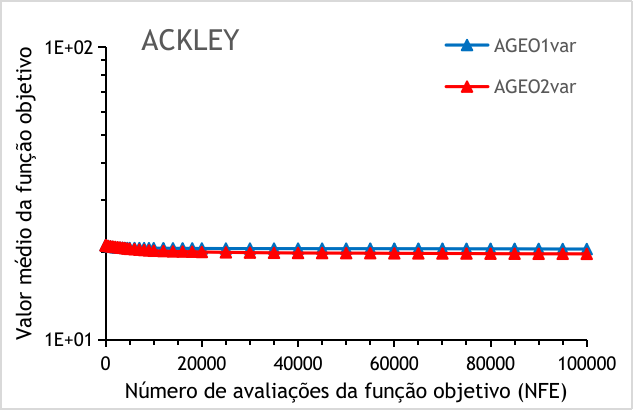 ACKLEY
AGEO1var
AGEO2var
Valor médio da função objetivo
1E+02
1E+01
0 20000 40000 60000 80000 100000
Número de avaliações da função objetivo (NFE)